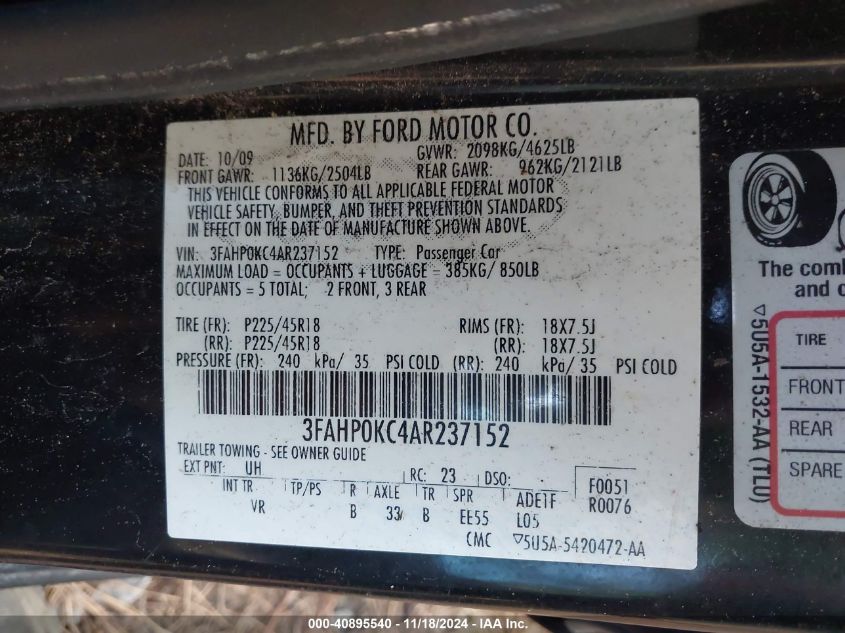 MFD. BY FORD MOTOR CO.
DATE: 10/09 GVWR: 2098KG/4625LB
FRONT GAWR: 1136KG/2504LB REAR GAWR: 962KG/2121LB
THIS VEHICLE CONFORMS TO ALL APPLICABLE FEDERAL MOTOR
VEHICLE SAFETY, BUMPER, AND THEFT PREVENTION STANDARDS
IN EFFECT ON THE DATE OF MANUFACTURE SHOWN ABOVE.
VIN: 3FAHP0KC4AR237152 TYPE: Passenger Car
MAXIMUM LOAD = OCCUPANTS + LUGGAGE = 385KG/ 850LB
OCCUPANTS = 5 TOTAL; 2 FRONT, 3 REAR
TIRE (FR): P225/45R18 RIMS (FR): 18X7.5J
(RR): P225/45R18 (RR): 18X7.5J
PRESSURE (FR): 240 kPa/ 35 PSI COLD (RR): 240 kPa/ 35 PSI COLD
3FAHP0KC4AR237152
TRAILER TOWING - SEE OWNER GUIDE
EXT PNT: UH RC: 23 DSO: F0051
INT TR TP/PS R AXLE TR SPR ADE1F R0076
VR B 33 B EE55 L05
CMC ▽5U5A-5420472-AA
The comb
and c
TIRE
FRONT
REAR
SPARE
▽5U5A-1532-AA (TLU)
000-40895540 - 11/18/2024 - IAA Inc.